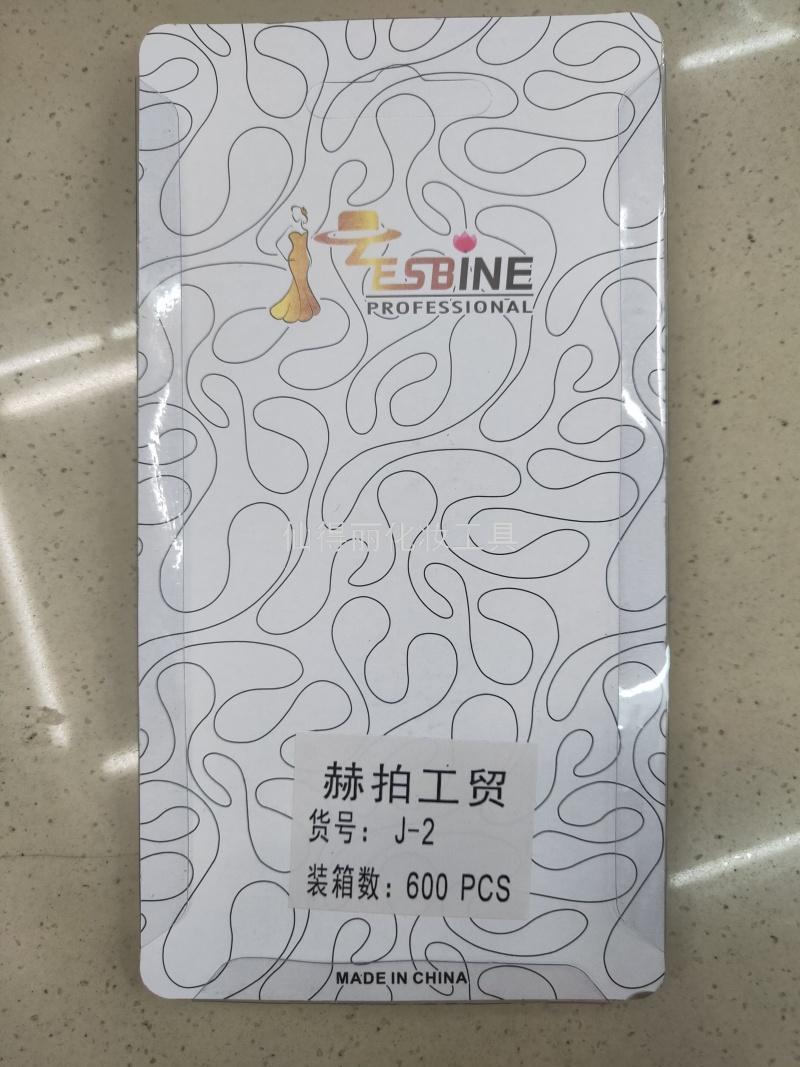 YESBINE
PROFESSIONAL
仙得丽化妆工具
赫拍工贸
货号： J-2
装箱数： 600 PCS
MADE IN CHINA